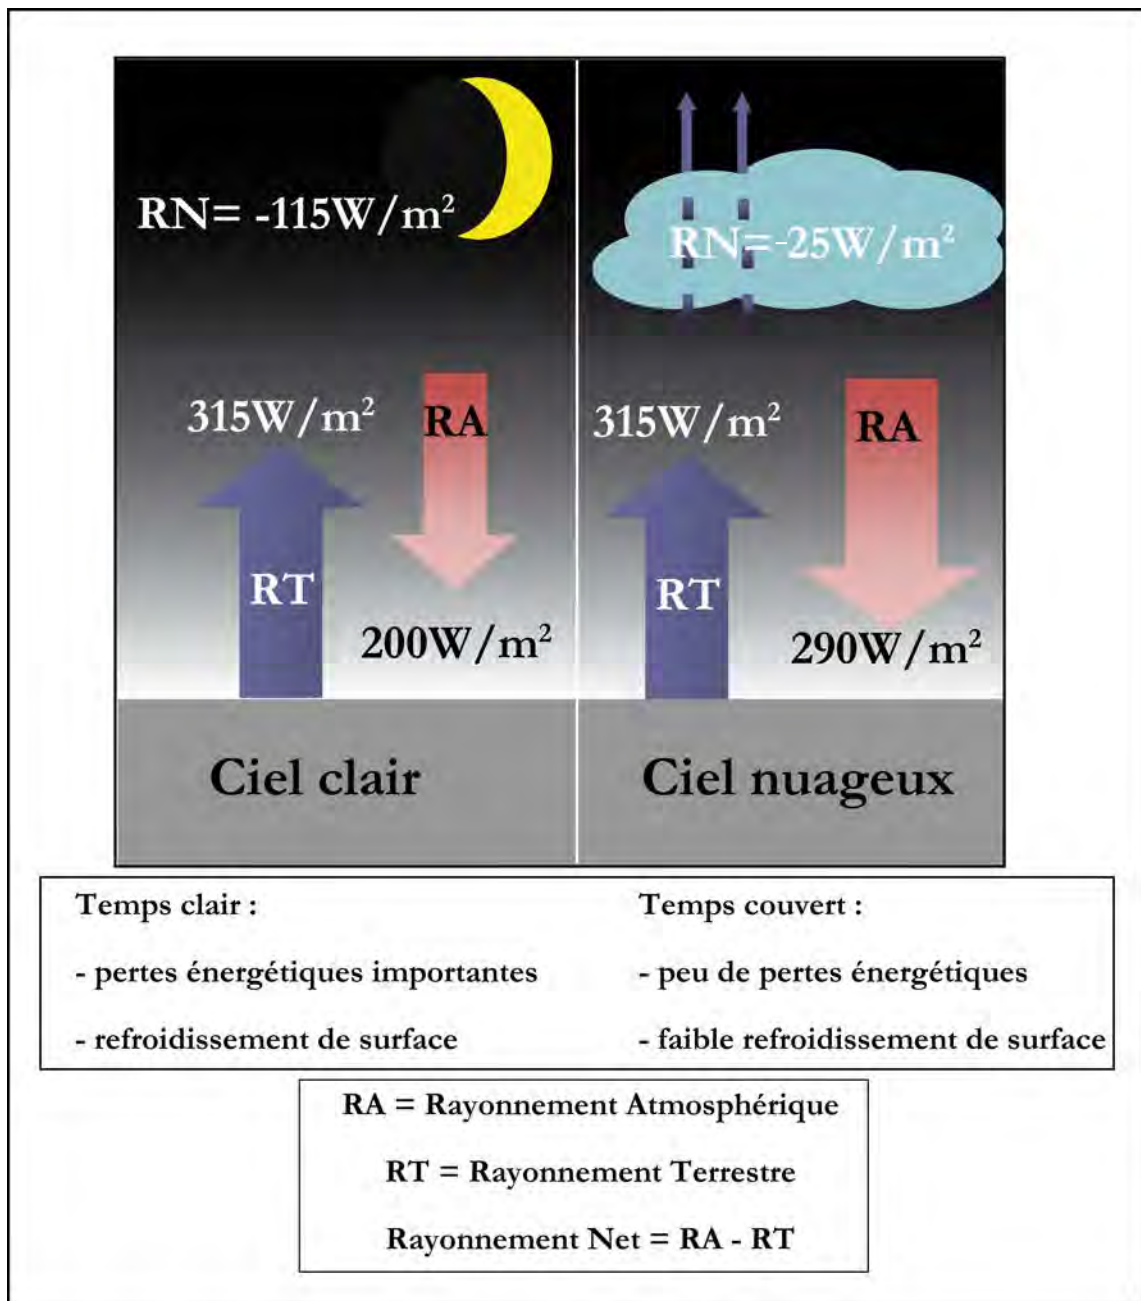 RN= -115W/m²
RN=-25W/m²
315W/m²
RA
315W/m²
RA
RT
RT
200W/m²
290W/m²
Ciel clair
Ciel nuageux
Temps clair :
- pertes énergétiques importantes
- refroidissement de surface
Temps couvert :
- peu de pertes énergétiques
- faible refroidissement de surface
RA = Rayonnement Atmosphérique
RT = Rayonnement Terrestre
Rayonnement Net = RA - RT